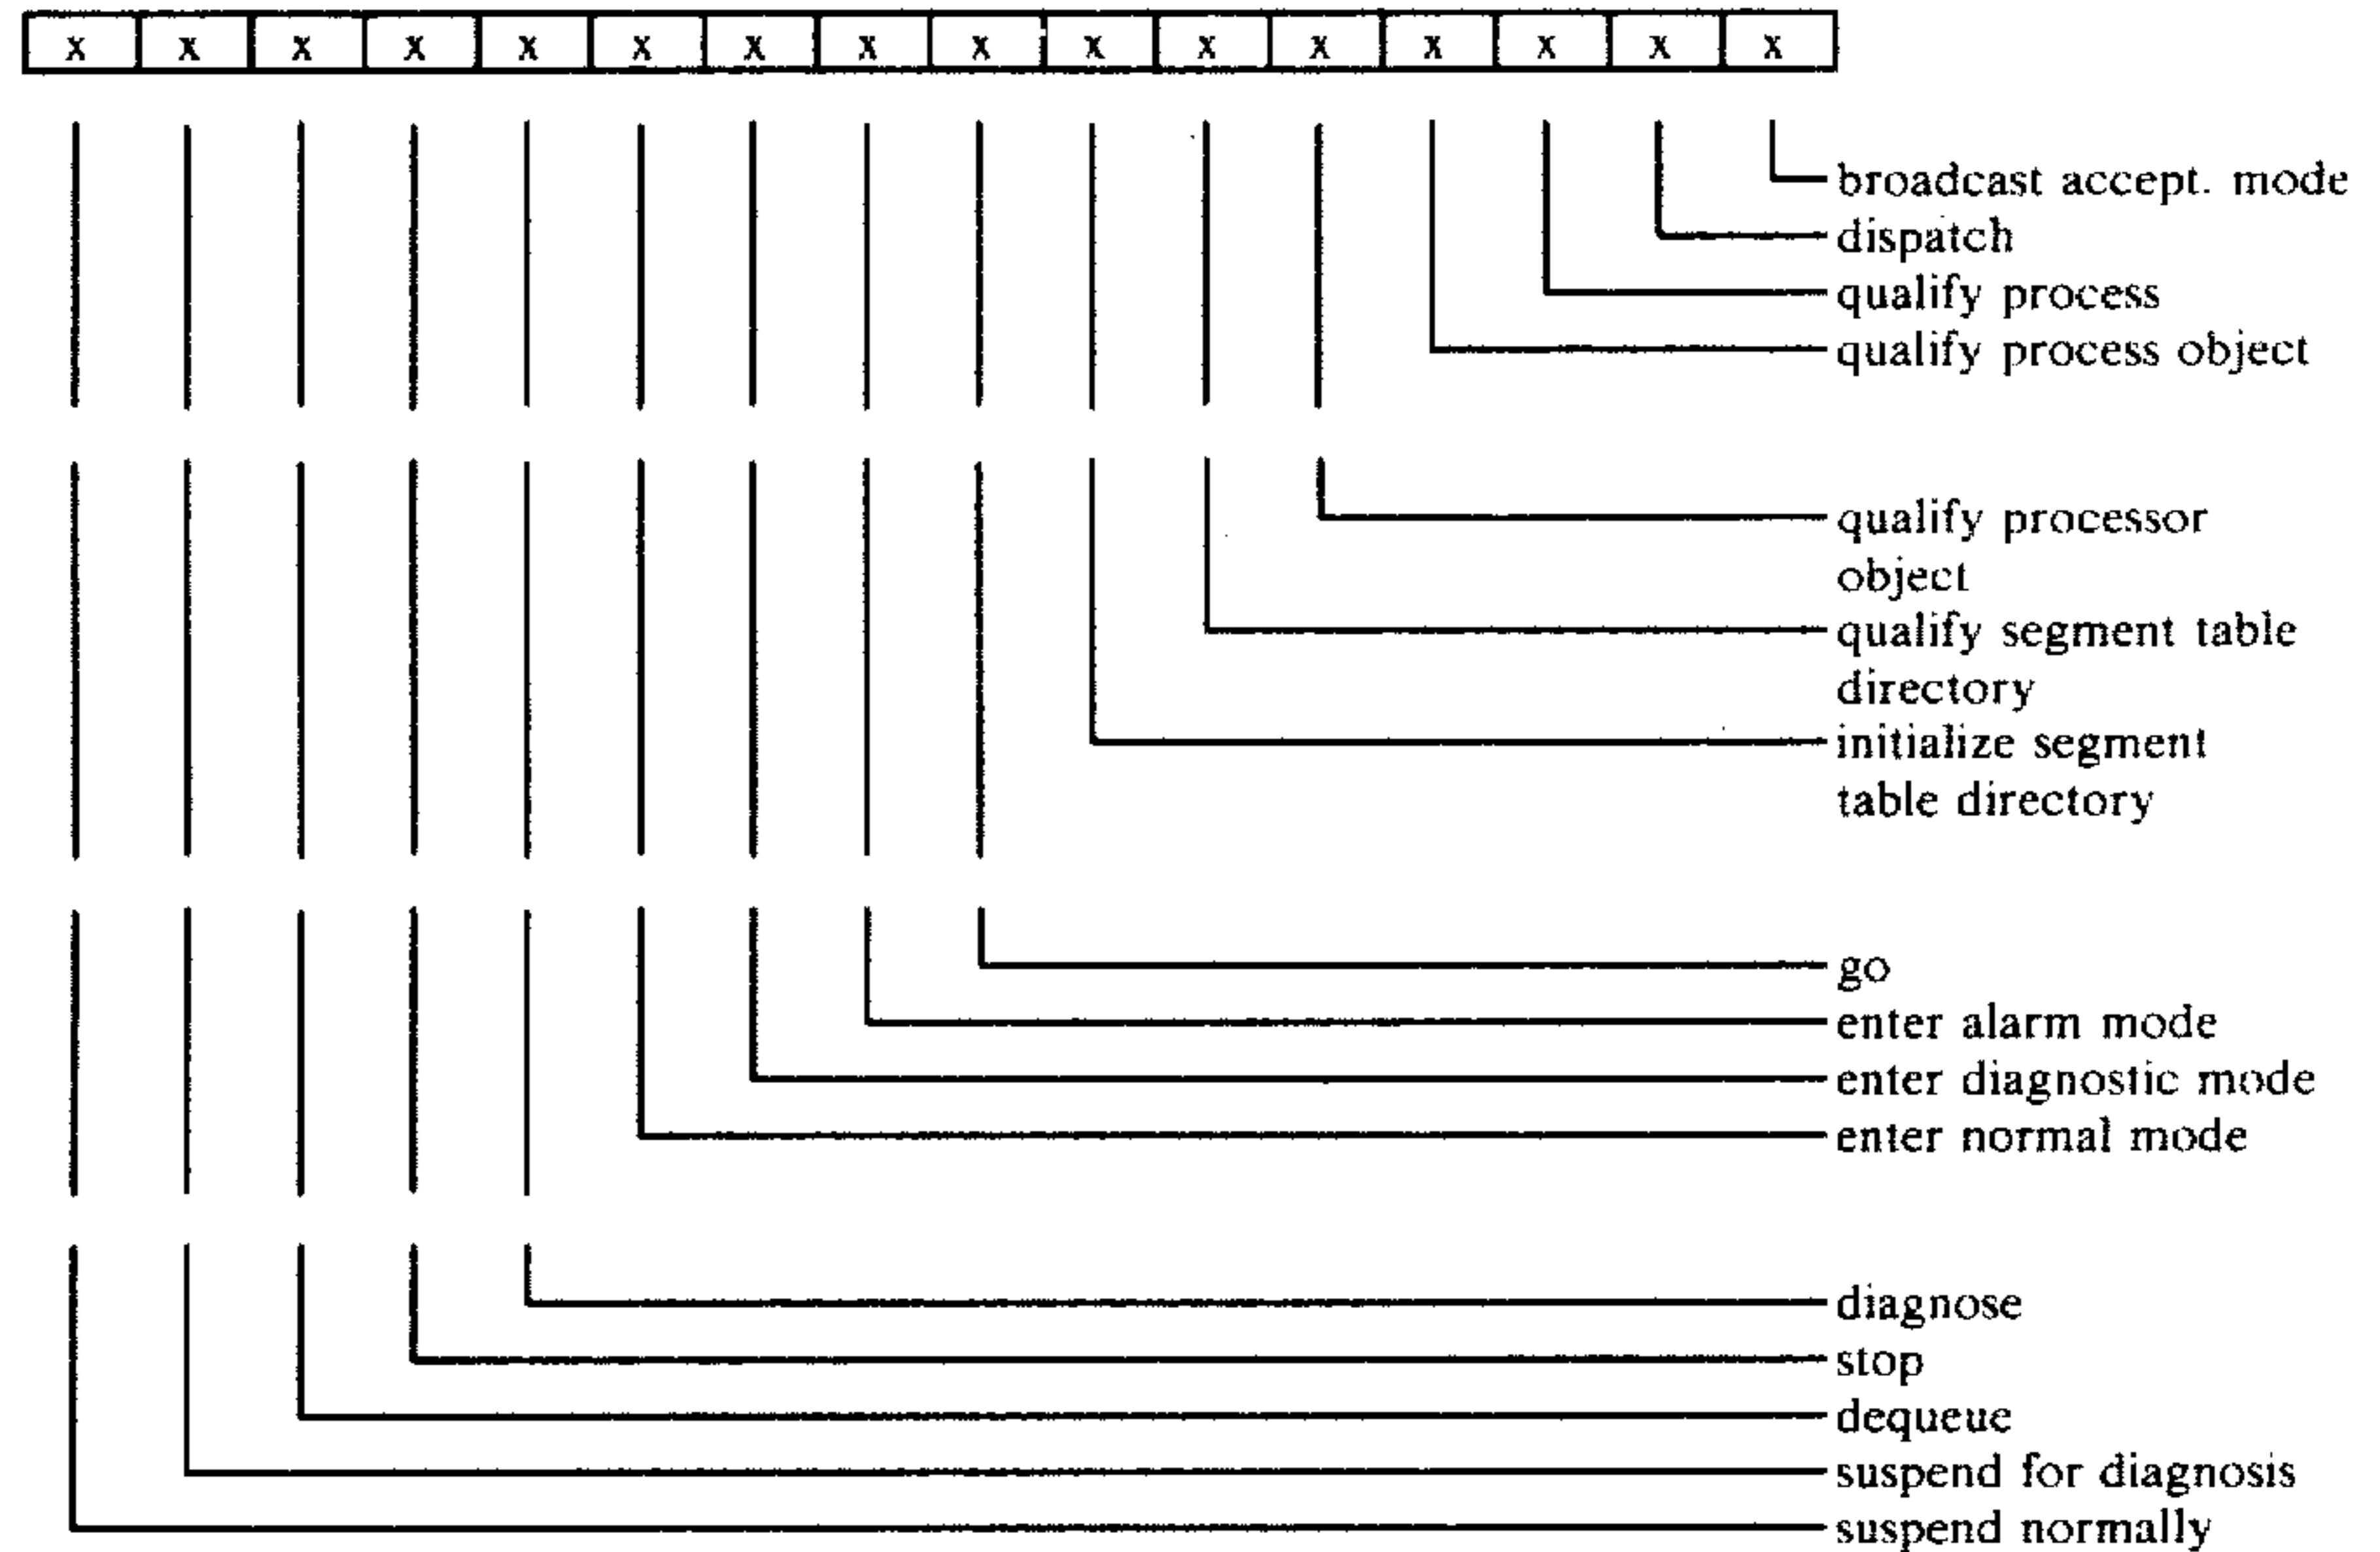 x x x x x x x x x x x x x x x x
broadcast accept. mode
dispatch
qualify process
qualify process object
qualify processor
object
qualify segment table
directory
initialize segment
table directory
go
enter alarm mode
enter diagnostic mode
enter normal mode
diagnose
stop
dequeue
suspend for diagnosis
suspend normally